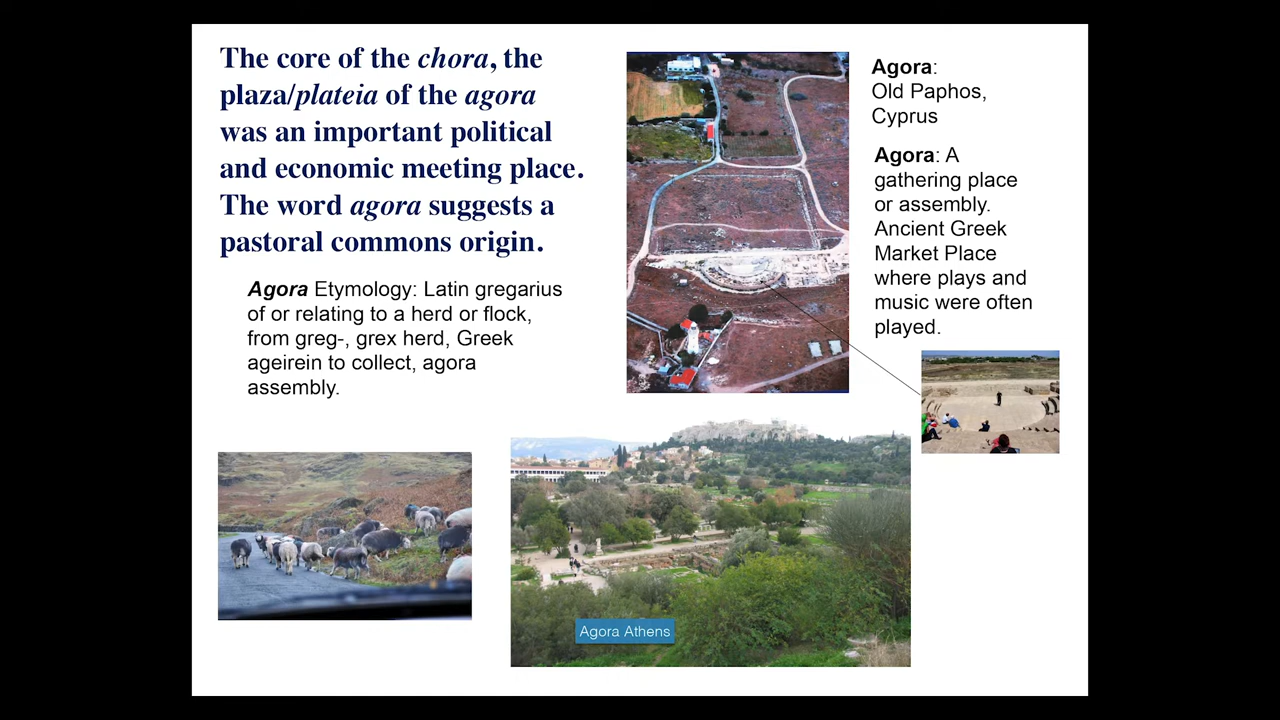 The core of the chora, the
plaza/plateia of the agora
was an important political
and economic meeting place.
The word agora suggests a
pastoral commons origin.
Agora Etymology: Latin gregarius
of or relating to a herd or flock,
from greg-, grex herd, Greek
ageirein to collect, agora
assembly.
Agora:
Old Paphos,
Cyprus
Agora: A
gathering place
or assembly.
Ancient Greek
Market Place
where plays and
music were often
played.
Agora Athens